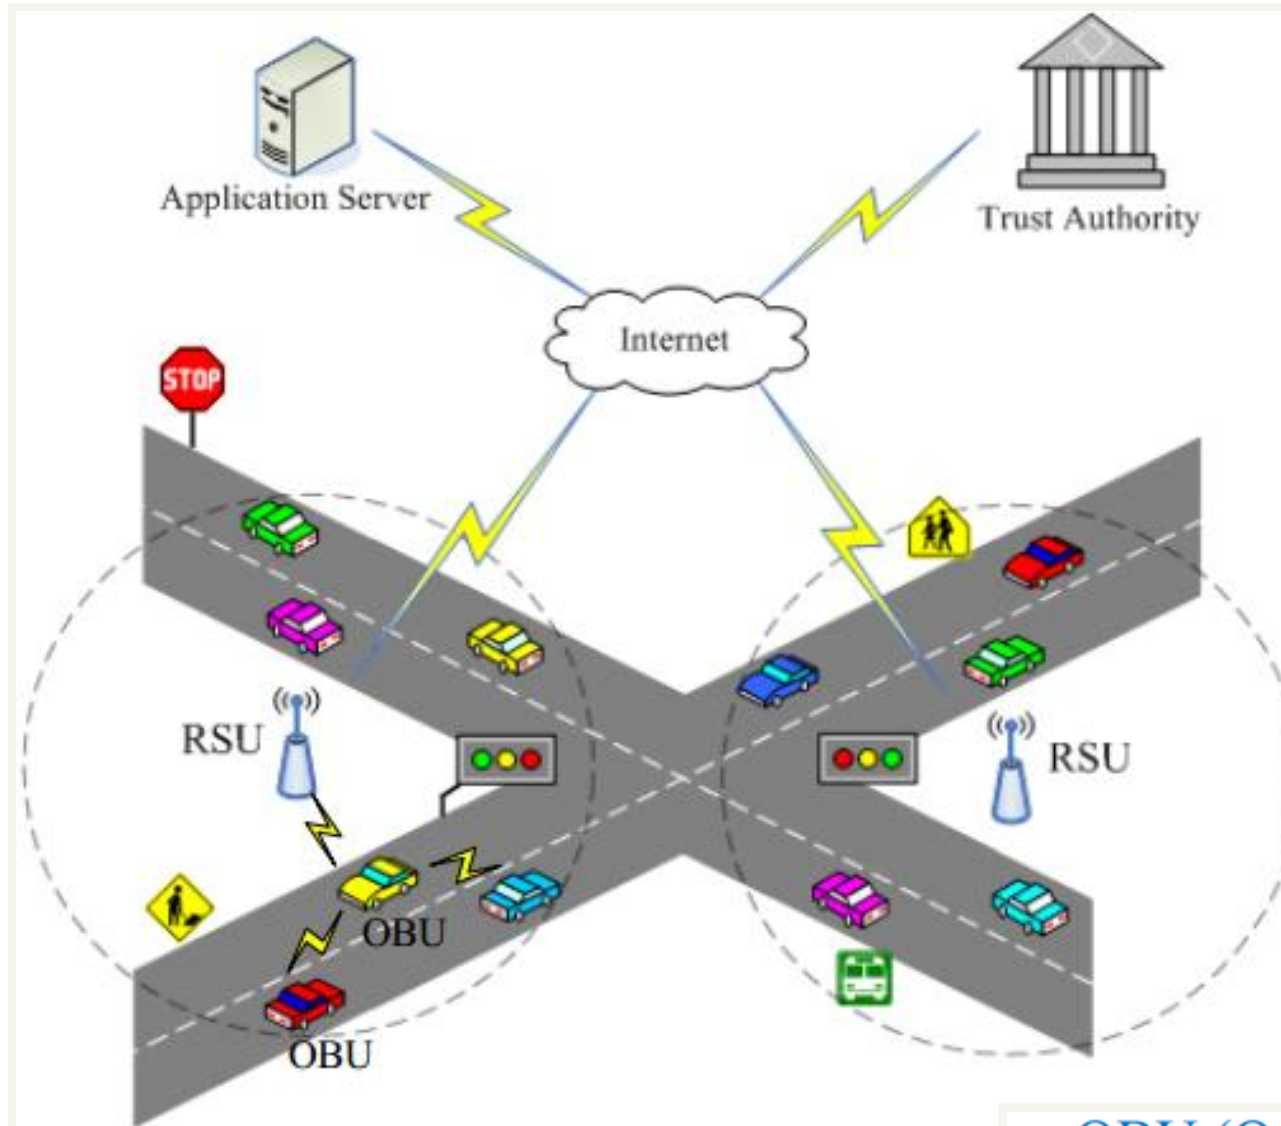 Application Server
Trust Authority
Internet
STOP
RSU
RSU
OBU
OBU